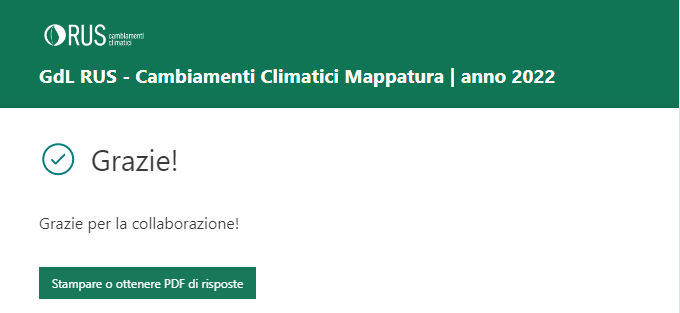 RUS cambiamenti climatici
GdL RUS - Cambiamenti Climatici Mappatura | anno 2022
Grazie!
Grazie per la collaborazione!
Stampare o ottenere PDF di risposte